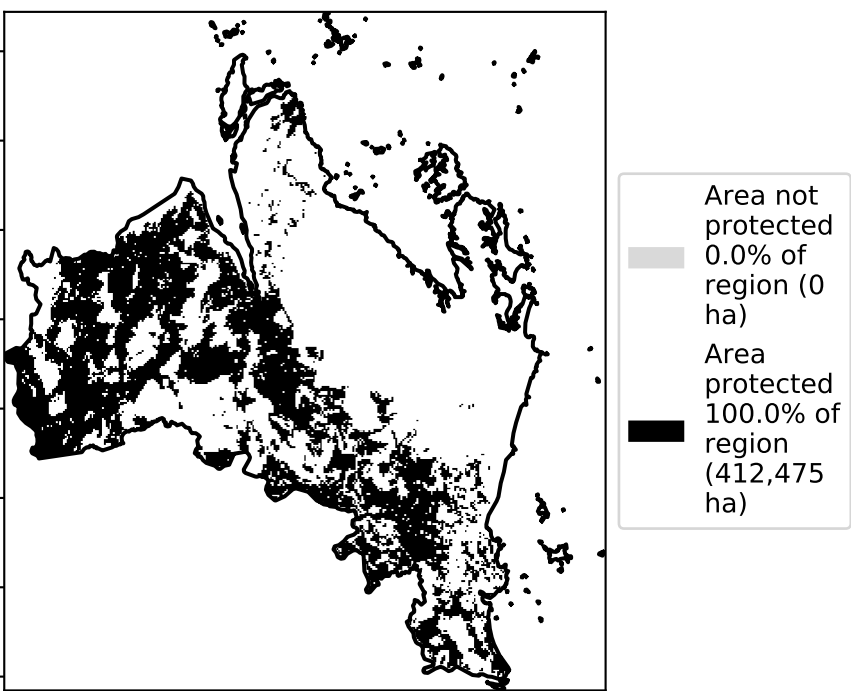 Area not
protected
0.0% of
region (0
ha)
Area
protected
100.0% of
region
(412,475
ha)